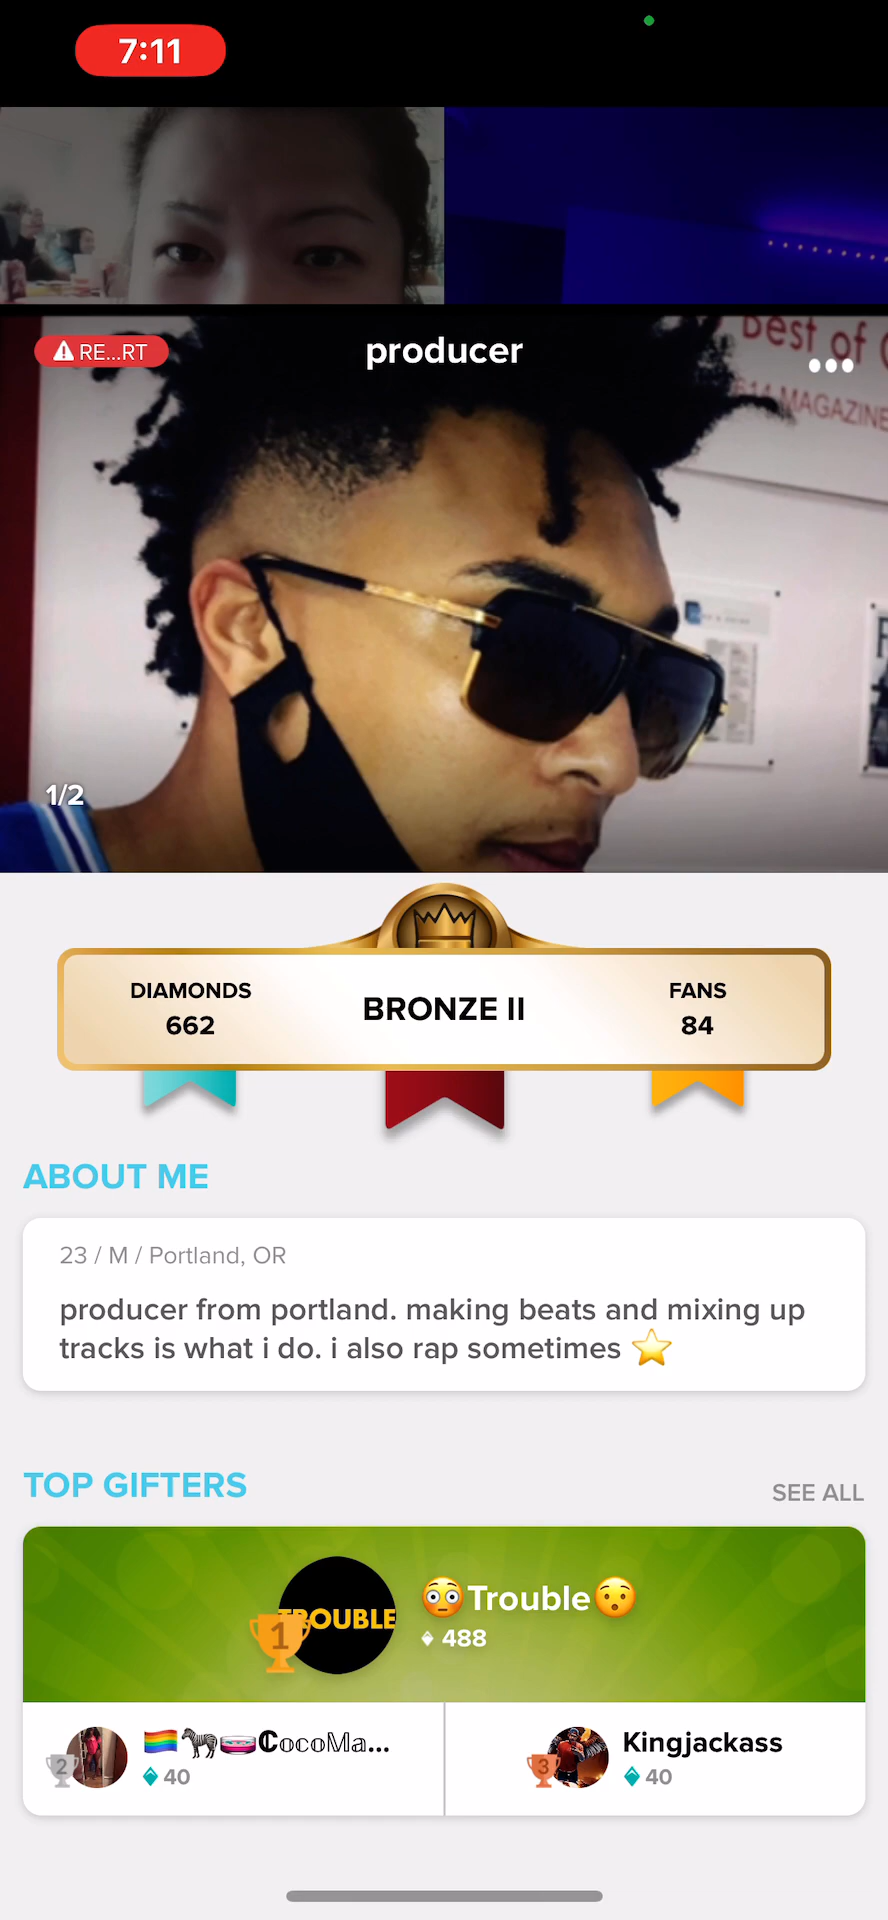 7:11
RE...RT
producer
Best of
614 MAGAZINE
1/2
DIAMONDS
662
BRONZE II
FANS
84
ABOUT ME
23 / M / Portland, OR
producer from portland. making beats and mixing up
tracks is what i do. i also rap sometimes ⭐
TOP GIFTERS
SEE ALL
TROUBLE
1
😳Trouble😯
488
2
🏳️‍🌈🦓🥁ℂ𝕠𝕔𝕠𝕄𝕒...
40
3
Kingjackass
40